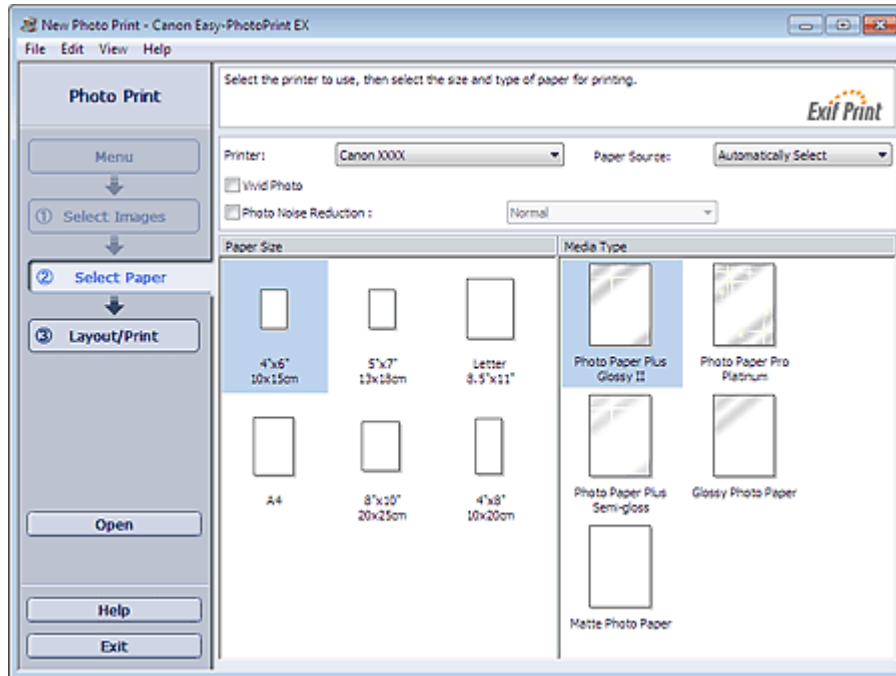 New Photo Print - Canon Easy-PhotoPrint EX
File Edit View Help
Photo Print
Select the printer to use, then select the size and type of paper for printing.
Exif Print
Menu
① Select Images
② Select Paper
③ Layout/Print
Open
Help
Exit
Printer: Canon XXXX Paper Source: Automatically Select
Vivid Photo
Photo Noise Reduction : Normal
Paper Size
4"x6"
10x15cm
5"x7"
13x18cm
Letter
8.5"x11"
A4
8"x10"
20x25cm
4"x8"
10x20cm
Media Type
Photo Paper Plus
Glossy II
Photo Paper Pro
Platinum
Photo Paper Plus
Semi-gloss
Glossy Photo Paper
Matte Photo Paper